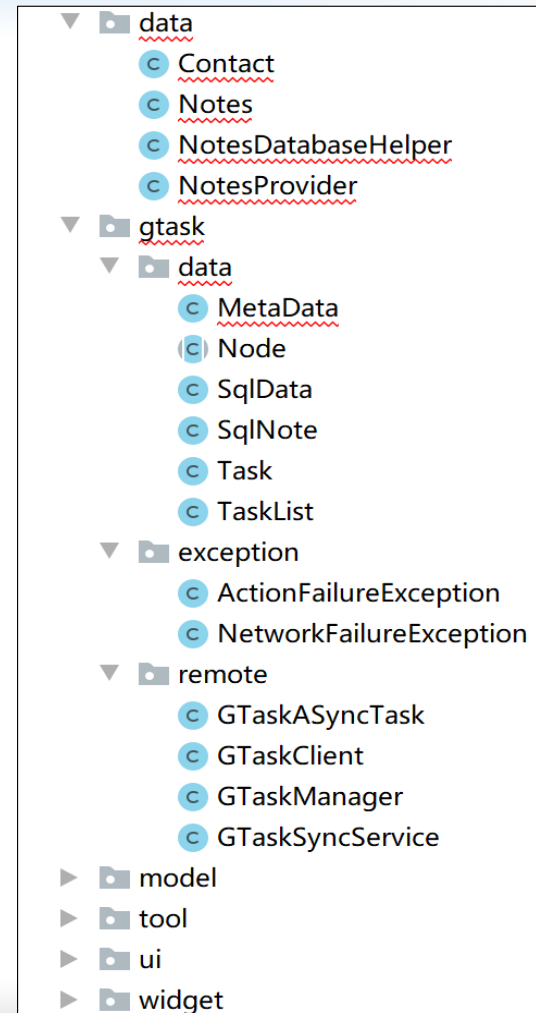 data
Contact
Notes
NotesDatabaseHelper
NotesProvider
gtask
data
MetaData
Node
SqlData
SqlNote
Task
TaskList
exception
ActionFailureException
NetworkFailureException
remote
GTaskASyncTask
GTaskClient
GTaskManager
GTaskSyncService
model
tool
ui
widget